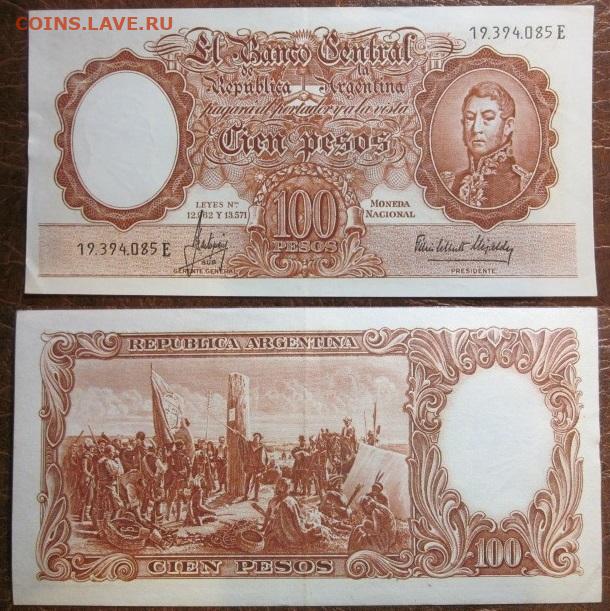 COINS.LAVE.RU
19.394.085 E
El Banco Central
de la
República Argentina
pagará al portador y a la vista
Cien pesos
LEYES Nos.
12.962 Y 13.571
100
PESOS
MONEDA
NACIONAL
19.394.085 E
SUB
GERENTE GENERAL
PRESIDENTE
REPUBLICA ARGENTINA
CIEN PESOS
100